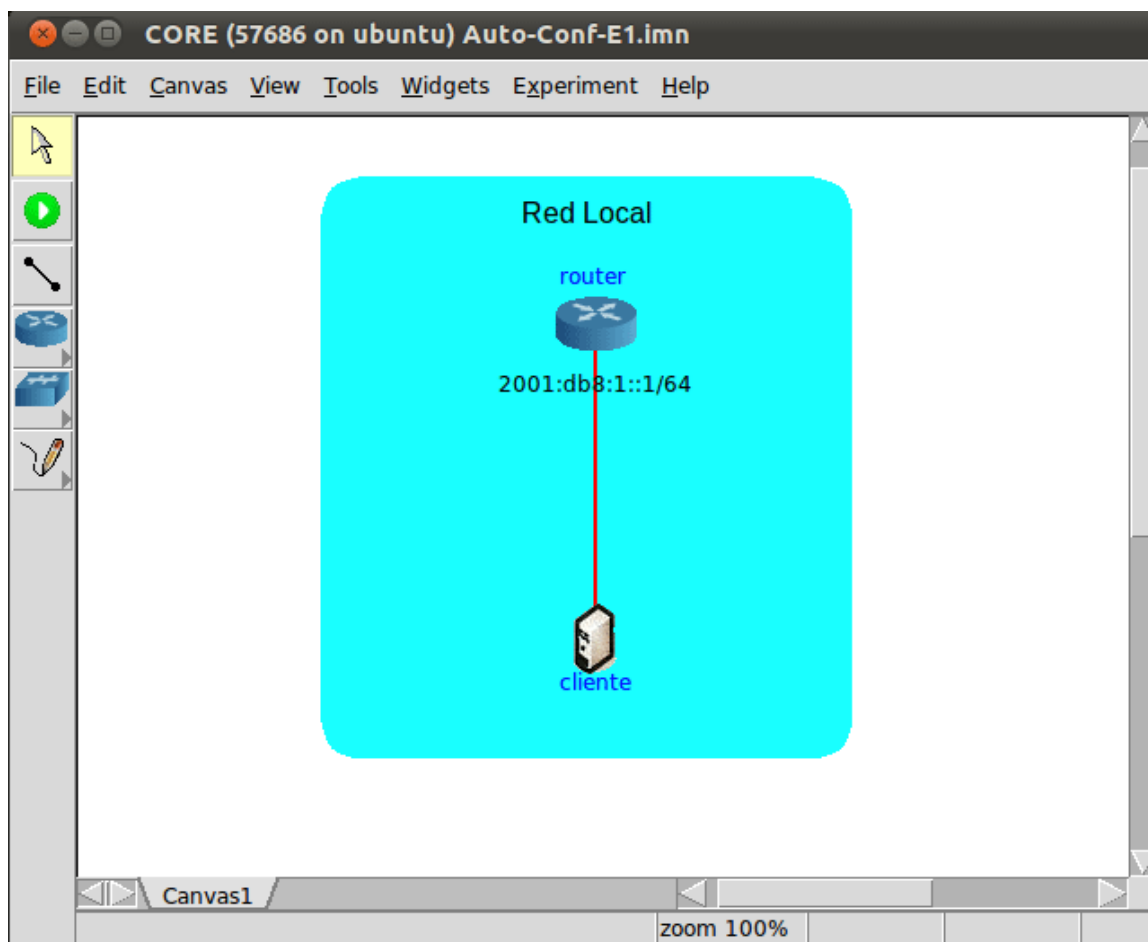 CORE (57686 on ubuntu) Auto-Conf-E1.imn
File Edit Canvas View Tools Widgets Experiment Help
Red Local
router
2001:db8:1::1/64
cliente
Canvas1
zoom 100%